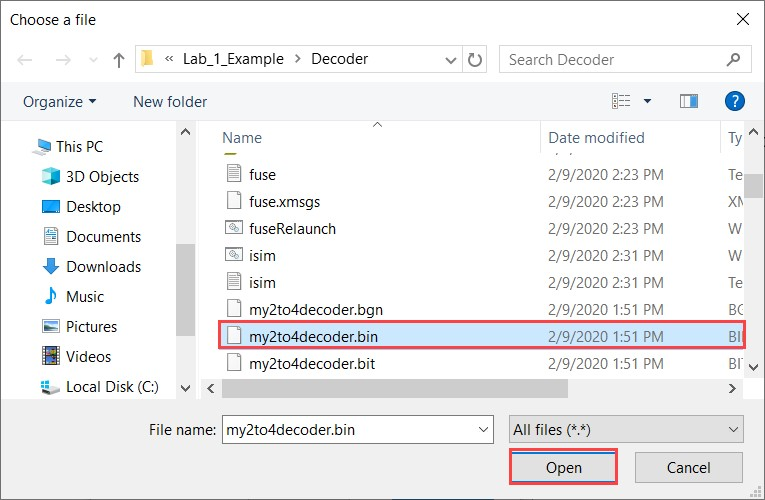 Choose a file
« Lab_1_Example > Decoder
Search Decoder
Organize
New folder
?
This PC
3D Objects
Desktop
Documents
Downloads
Music
Pictures
Videos
Local Disk (C:)
Name Date modified Ty
fuse 2/9/2020 2:23 PM Te
fuse.xmsgs 2/9/2020 2:23 PM XM
fuseRelaunch 2/9/2020 2:23 PM W
isim 2/9/2020 2:31 PM W
isim 2/9/2020 2:31 PM Te
my2to4decoder.bgn 2/9/2020 1:51 PM BG
my2to4decoder.bin 2/9/2020 1:51 PM BI
my2to4decoder.bit 2/9/2020 1:51 PM BIT
File name: my2to4decoder.bin
All files (*.*)
Open
Cancel